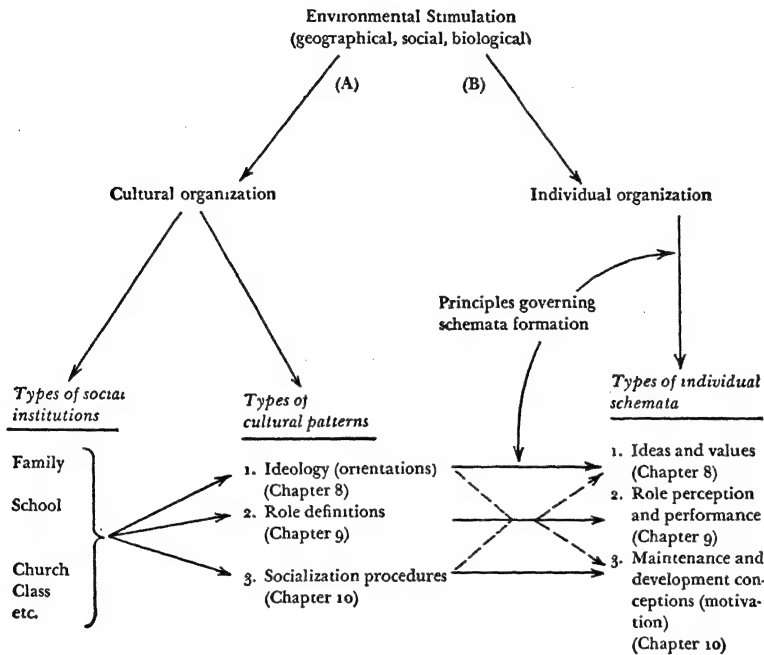 Environmental Stimulation
(geographical, social, biological)
(A)
(B)
Cultural organization
Individual organization
Principles governing
schemata formation
Types of social
institutions
Types of
cultural patterns
Types of individual
schemata
Family
School
Church
Class
etc.
1. Ideology (orientations)
(Chapter 8)
2. Role definitions
(Chapter 9)
3. Socialization procedures
(Chapter 10)
1. Ideas and values
(Chapter 8)
2. Role perception
and performance
(Chapter 9)
3. Maintenance and
development con-
ceptions (motiva-
tion)
(Chapter 10)